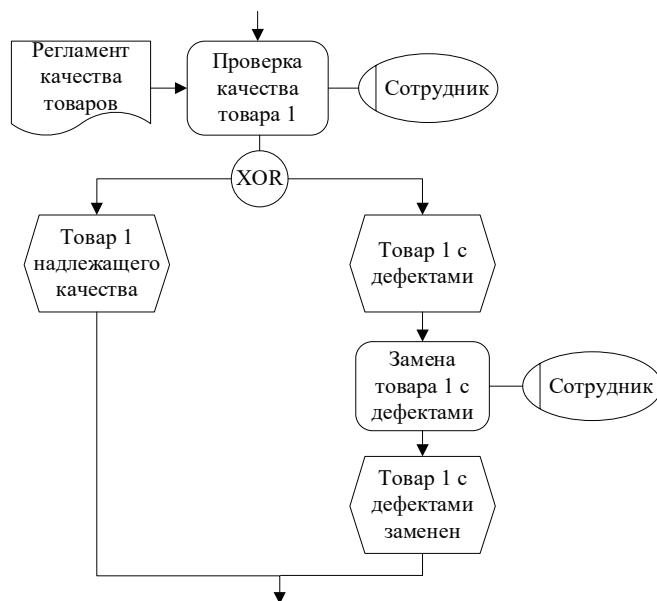 Регламент
качества
товаров
Проверка
качества
товара 1
Сотрудник
XOR
Товар 1
надлежащего
качества
Товар 1 с
дефектами
Замена
товара 1 с
дефектами
Сотрудник
Товар 1 с
дефектами
заменен